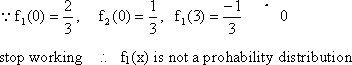 ∵ f₁(0) = 2/3, f₂(0) = 1/3, f₁(3) = -1/3 0
stop working ∴ f₁(x) is not a prohability distribution